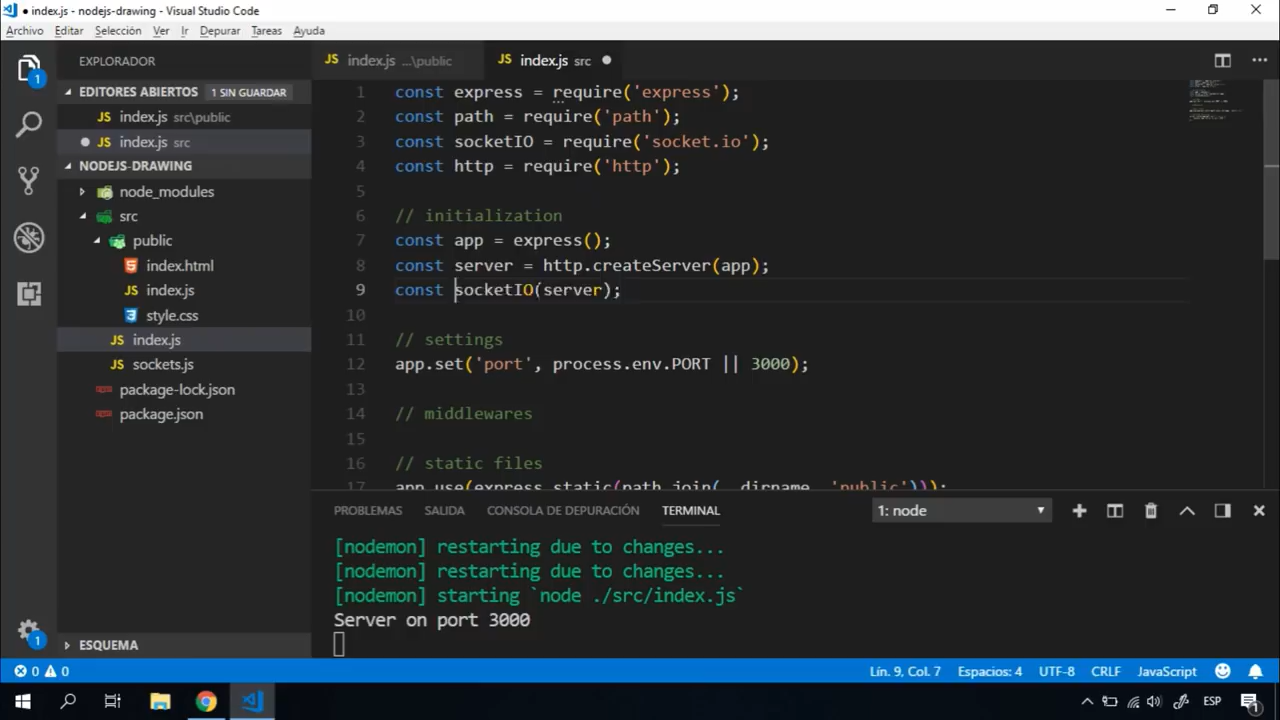 index.js - nodejs-drawing - Visual Studio Code
Archivo Editar Selección Ver Ir Depurar Tareas Ayuda
EXPLORADOR
EDITORES ABIERTOS 1 SIN GUARDAR
JS index.js src\public
index.js src
NODEJS-DRAWING
node_modules
src
public
index.html
JS index.js
style.css
JS index.js
JS sockets.js
package-lock.json
package.json
ESQUEMA
JS index.js ...\public
JS index.js src
1 const express = require('express');
2 const path = require('path');
3 const socketIO = require('socket.io');
4 const http = require('http');
5
6 // initialization
7 const app = express();
8 const server = http.createServer(app);
9 const socketIO(server);
10
11 // settings
12 app.set('port', process.env.PORT || 3000);
13
14 // middlewares
15
16 // static files
17 app.use(express.static(path.join(__dirname, 'public')));
PROBLEMAS SALIDA CONSOLA DE DEPURACIÓN TERMINAL 1: node
[nodemon] restarting due to changes...
[nodemon] restarting due to changes...
[nodemon] starting `node ./src/index.js`
Server on port 3000
1
1
0 0 Lín. 9, Col. 7 Espacios: 4 UTF-8 CRLF JavaScript
ESP 1